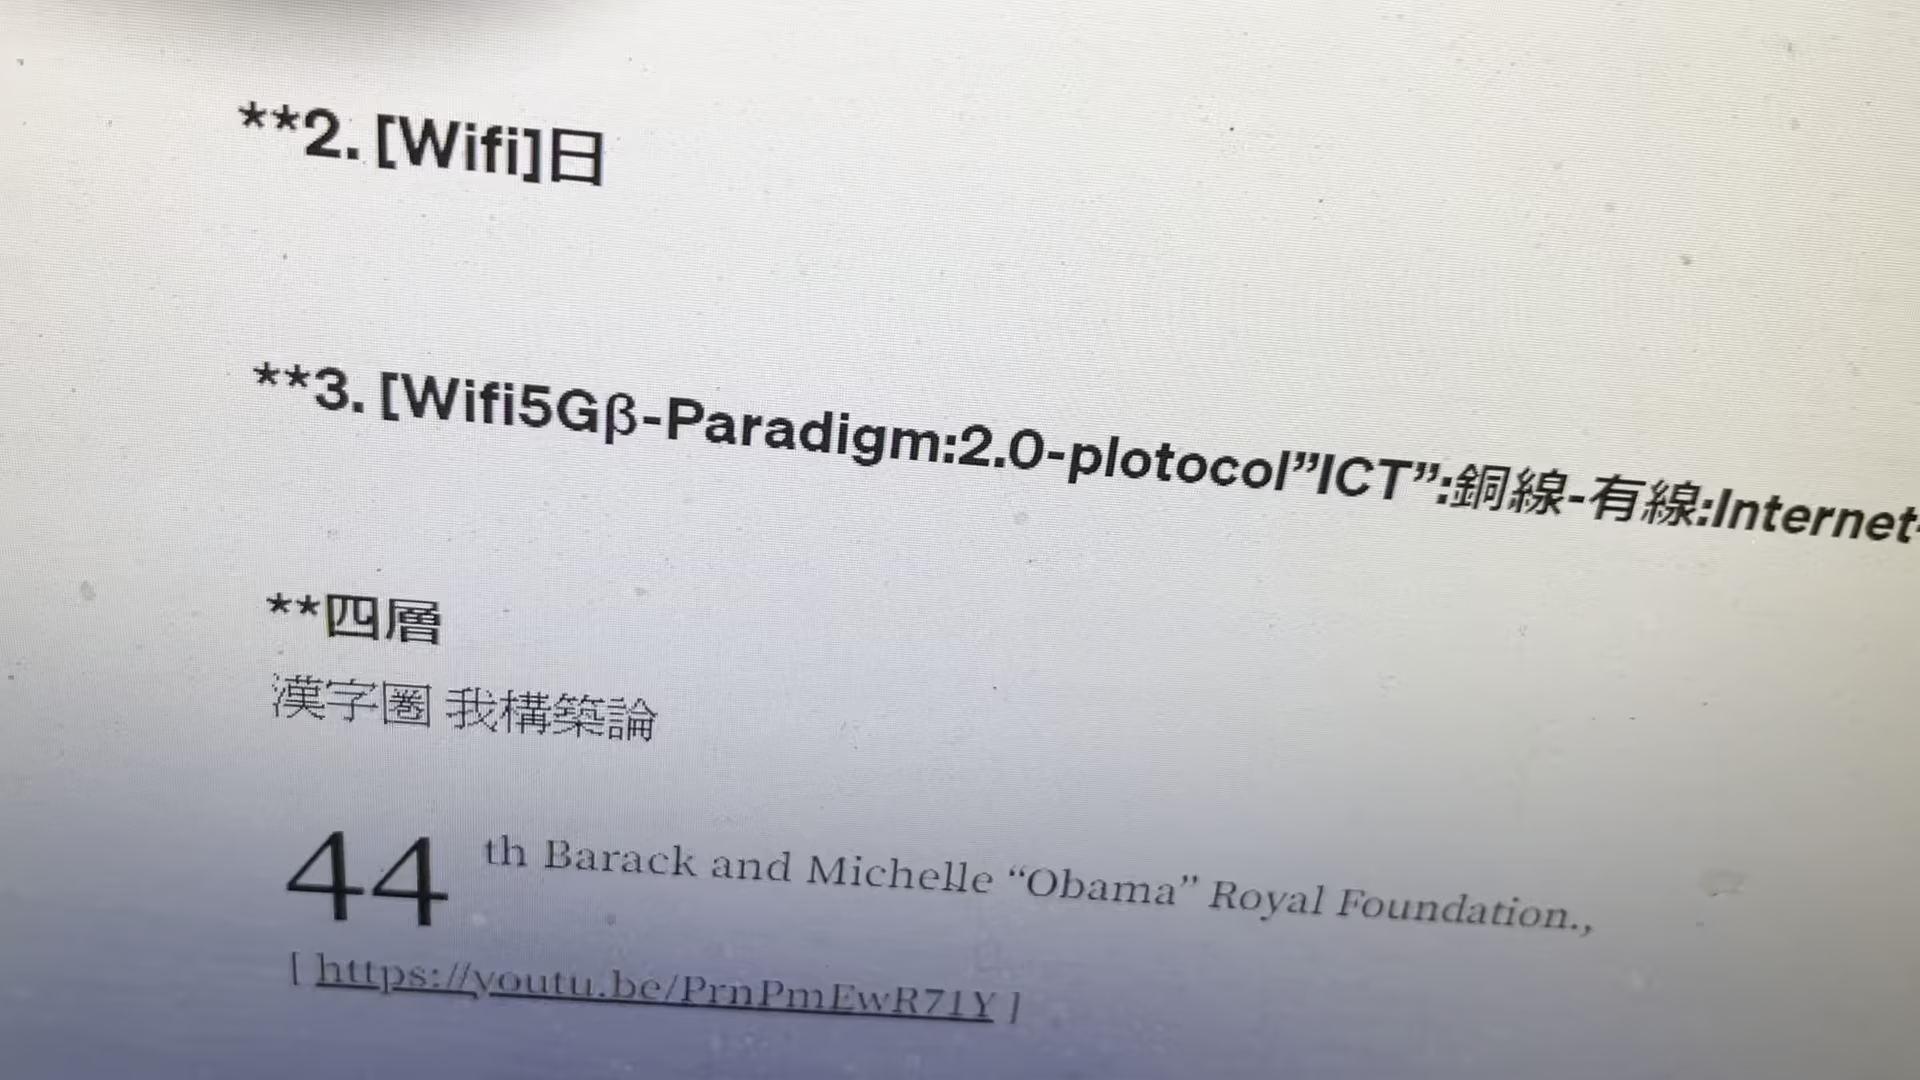 **2. [Wifi]日
**3. [Wifi5Gβ-Paradigm:2.0-plotocol”ICT”:銅線-有線:Internet-
**四層
漢字圏 我構築論
44 th Barack and Michelle “Obama” Royal Foundation.,
[ https://youtu.be/PrnPmEwR71Y ]